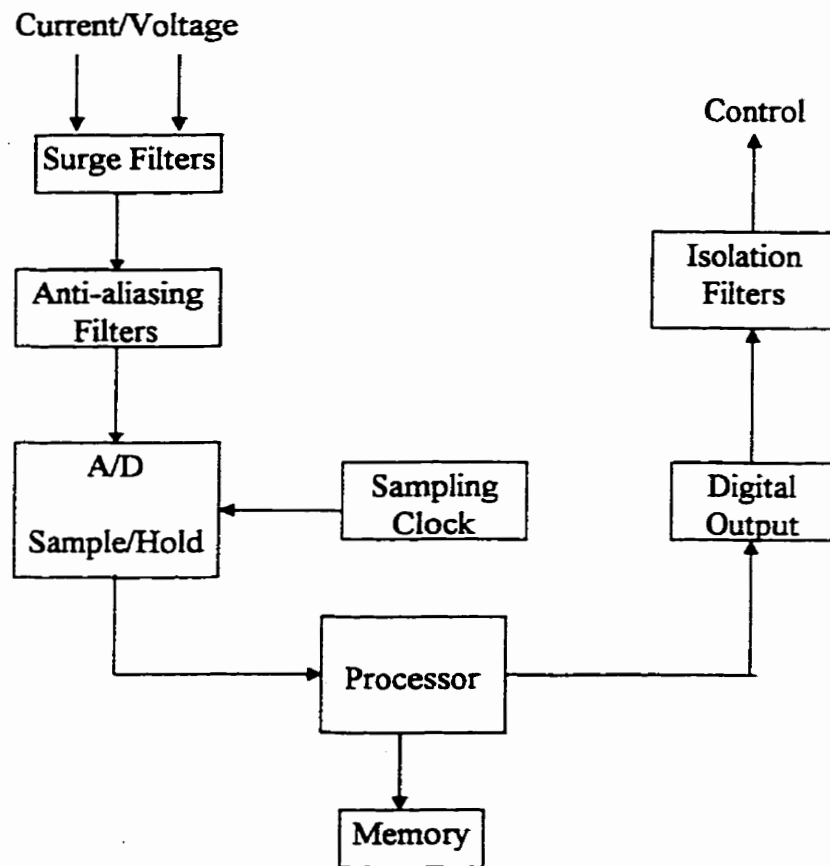 Current/Voltage
Surge Filters
Anti-aliasing
Filters
A/D
Sample/Hold
Sampling
Clock
Processor
Memory
Digital
Output
Isolation
Filters
Control